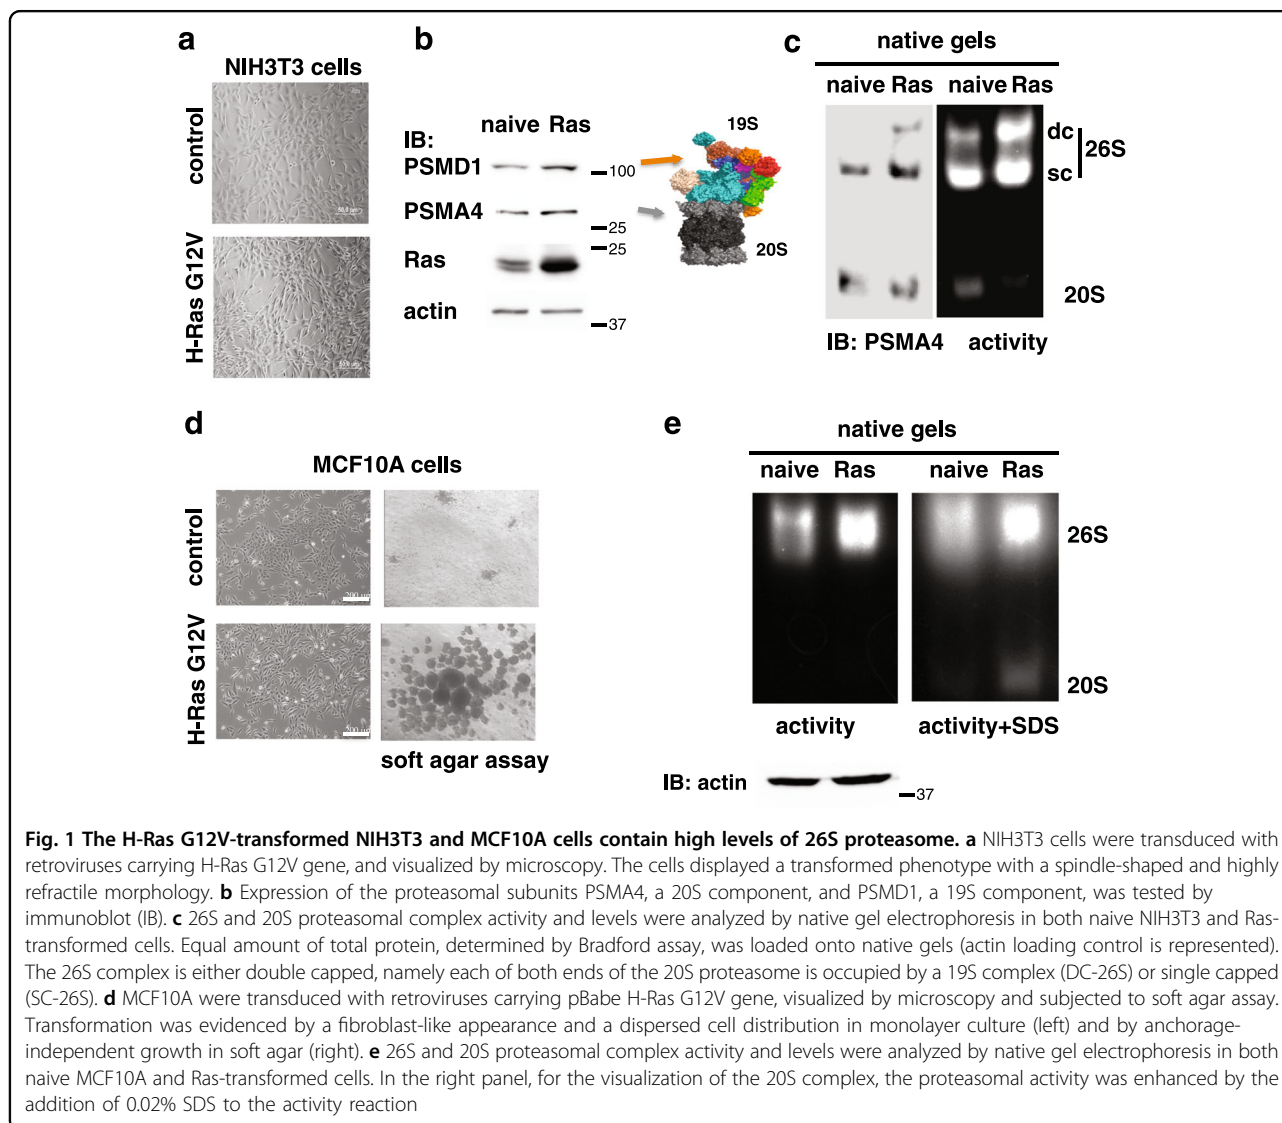 a
NIH3T3 cells
control
H-Ras G12V
b
naive Ras
IB:
PSMD1
100
PSMA4
25
25
Ras
actin
37
19S
20S
c
native gels
naive Ras naive Ras
dc
26S
sc
20S
IB: PSMA4 activity
d
MCF10A cells
control
200 µm
H-Ras G12V
soft agar assay
e
native gels
naive Ras naive Ras
26S
20S
activity activity+SDS
IB: actin
37
Fig. 1 The H-Ras G12V-transformed NIH3T3 and MCF10A cells contain high levels of 26S proteasome. a NIH3T3 cells were transduced with
retroviruses carrying H-Ras G12V gene, and visualized by microscopy. The cells displayed a transformed phenotype with a spindle-shaped and highly
refractile morphology. b Expression of the proteasomal subunits PSMA4, a 20S component, and PSMD1, a 19S component, was tested by
immunoblot (IB). c 26S and 20S proteasomal complex activity and levels were analyzed by native gel electrophoresis in both naive NIH3T3 and Ras-
transformed cells. Equal amount of total protein, determined by Bradford assay, was loaded onto native gels (actin loading control is represented).
The 26S complex is either double capped, namely each of both ends of the 20S proteasome is occupied by a 19S complex (DC-26S) or single capped
(SC-26S). d MCF10A were transduced with retroviruses carrying pBabe H-Ras G12V gene, visualized by microscopy and subjected to soft agar assay.
Transformation was evidenced by a fibroblast-like appearance and a dispersed cell distribution in monolayer culture (left) and by anchorage-
independent growth in soft agar (right). e 26S and 20S proteasomal complex activity and levels were analyzed by native gel electrophoresis in both
naive MCF10A and Ras-transformed cells. In the right panel, for the visualization of the 20S complex, the proteasomal activity was enhanced by the
addition of 0.02% SDS to the activity reaction